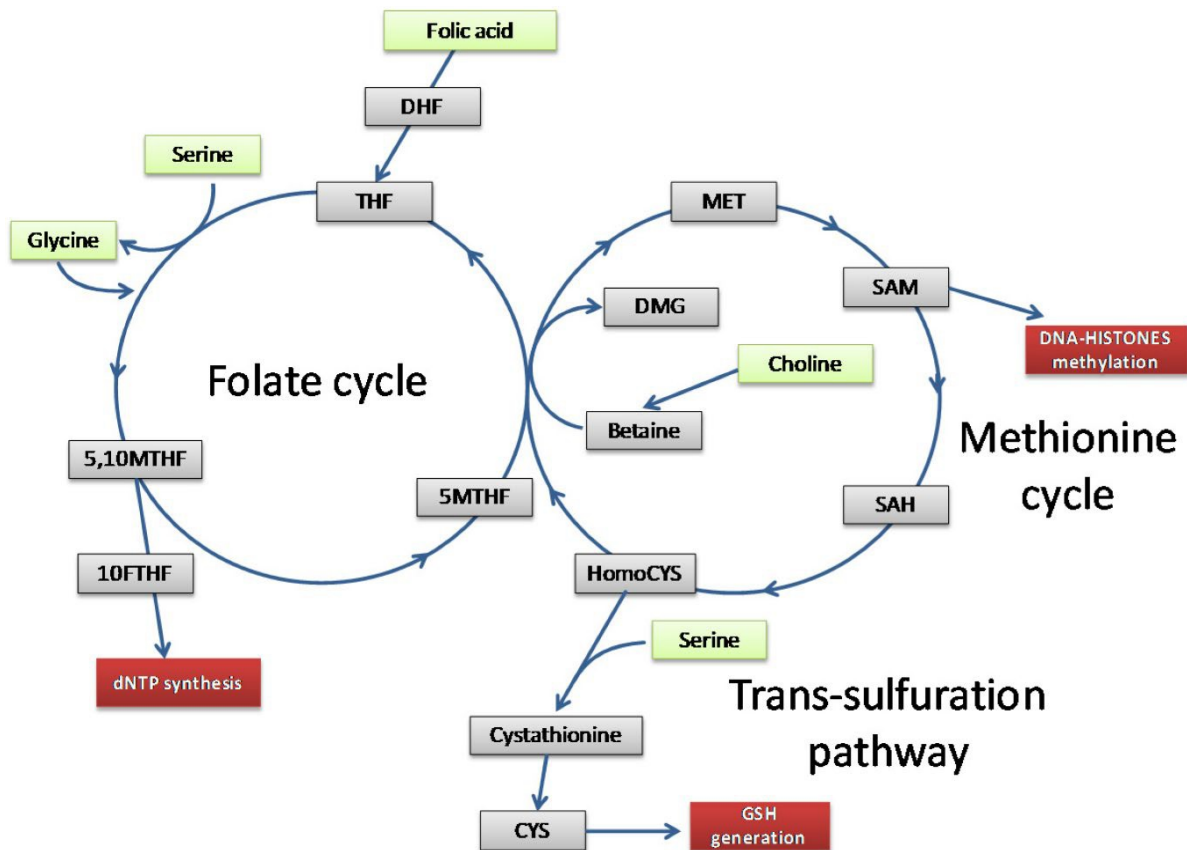 Folic acid
DHF
Serine
THF
MET
Glycine
SAM
DMG
DNA-HISTONES
methylation
Choline
Folate cycle
Betaine
Methionine
cycle
5,10MTHF
5MTHF
SAH
10FTHF
HomoCYS
Serine
dNTP synthesis
Trans-sulfuration
pathway
Cystathionine
CYS
GSH
generation